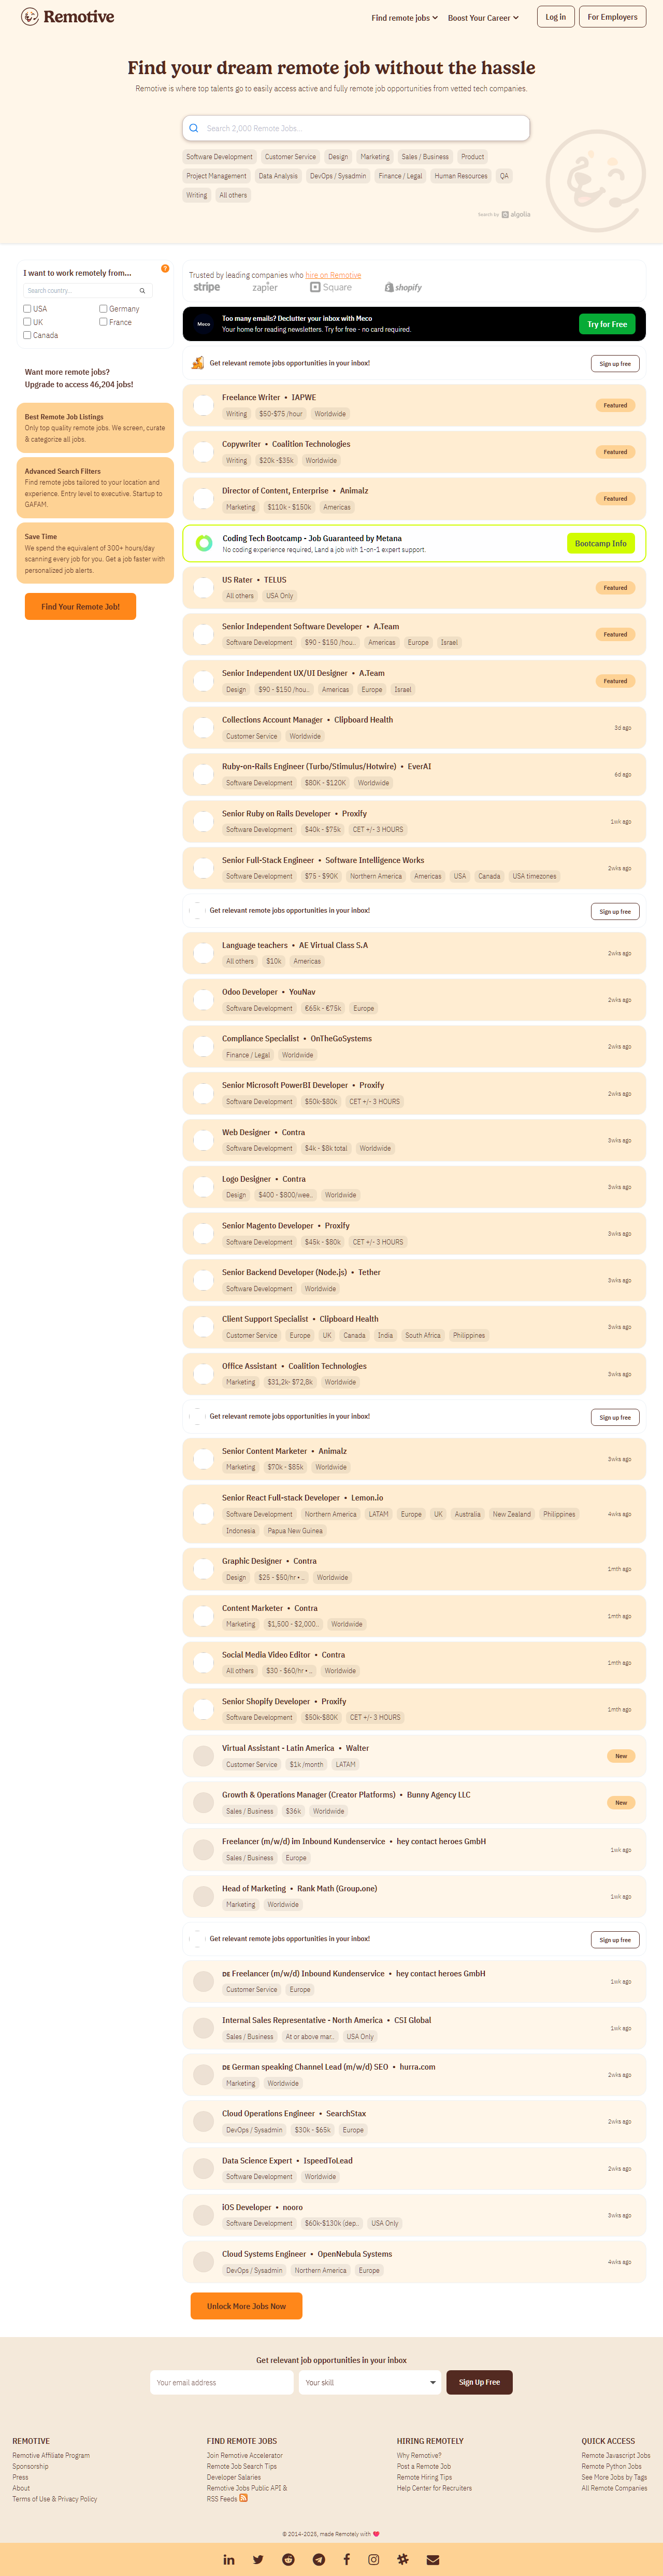 Remotive
Find remote jobs
Boost Your Career
Log in
For Employers
Find your dream remote job without the hassle
Remotive is where top talents go to easily access active and fully remote job opportunities from vetted tech companies.
Search 2,000 Remote Jobs...
Software Development
Customer Service
Design
Marketing
Sales / Business
Product
Project Management
Data Analysis
DevOps / Sysadmin
Finance / Legal
Human Resources
QA
Writing
All others
Search by algolia
I want to work remotely from...
?
Search country...
USA
Germany
UK
France
Canada
Want more remote jobs?
Upgrade to access 46,204 jobs!
Best Remote Job Listings
Only top quality remote jobs. We screen, curate
& categorize all jobs.
Advanced Search Filters
Find remote jobs tailored to your location and
experience. Entry level to executive. Startup to
GAFAM.
Save Time
We spend the equivalent of 300+ hours/day
scanning every job for you. Get a job faster with
personalized job alerts.
Find Your Remote Job!
Trusted by leading companies who hire on Remotive
stripe
zapier
Square
shopify
Meco
Too many emails? Declutter your inbox with Meco
Your home for reading newsletters. Try for free - no card required.
Try for Free
Get relevant remote jobs opportunities in your inbox!
Sign up free
Freelance Writer • IAPWE
Writing $50-$75 /hour Worldwide
Featured
Copywriter • Coalition Technologies
Writing $20k -$35k Worldwide
Featured
Director of Content, Enterprise • Animalz
Marketing $110k - $150k Americas
Featured
Coding Tech Bootcamp - Job Guaranteed by Metana
No coding experience required, Land a job with 1-on-1 expert support.
Bootcamp Info
US Rater • TELUS
All others USA Only
Featured
Senior Independent Software Developer • A.Team
Software Development $90 - $150 /hou.. Americas Europe Israel
Featured
Senior Independent UX/UI Designer • A.Team
Design $90 - $150 /hou.. Americas Europe Israel
Featured
Collections Account Manager • Clipboard Health
Customer Service Worldwide
3d ago
Ruby-on-Rails Engineer (Turbo/Stimulus/Hotwire) • EverAI
Software Development $80K - $120K Worldwide
6d ago
Senior Ruby on Rails Developer • Proxify
Software Development $40k - $75k CET +/- 3 HOURS
1wk ago
Senior Full-Stack Engineer • Software Intelligence Works
Software Development $75 - $90K Northern America Americas USA Canada USA timezones
2wks ago
Get relevant remote jobs opportunities in your inbox!
Sign up free
Language teachers • AE Virtual Class S.A
All others $10k Americas
2wks ago
Odoo Developer • YouNav
Software Development €65k - €75k Europe
2wks ago
Compliance Specialist • OnTheGoSystems
Finance / Legal Worldwide
2wks ago
Senior Microsoft PowerBI Developer • Proxify
Software Development $50k-$80k CET +/- 3 HOURS
2wks ago
Web Designer • Contra
Software Development $4k - $8k total Worldwide
3wks ago
Logo Designer • Contra
Design $400 - $800/wee.. Worldwide
3wks ago
Senior Magento Developer • Proxify
Software Development $45k - $80k CET +/- 3 HOURS
3wks ago
Senior Backend Developer (Node.js) • Tether
Software Development Worldwide
3wks ago
Client Support Specialist • Clipboard Health
Customer Service Europe UK Canada India South Africa Philippines
3wks ago
Office Assistant • Coalition Technologies
Marketing $31,2k- $72,8k Worldwide
3wks ago
Get relevant remote jobs opportunities in your inbox!
Sign up free
Senior Content Marketer • Animalz
Marketing $70k - $85k Worldwide
3wks ago
Senior React Full-stack Developer • Lemon.io
Software Development Northern America LATAM Europe UK Australia New Zealand Philippines
Indonesia Papua New Guinea
4wks ago
Graphic Designer • Contra
Design $25 - $50/hr • .. Worldwide
1mth ago
Content Marketer • Contra
Marketing $1,500 - $2,000.. Worldwide
1mth ago
Social Media Video Editor • Contra
All others $30 - $60/hr • .. Worldwide
1mth ago
Senior Shopify Developer • Proxify
Software Development $50k-$80K CET +/- 3 HOURS
1mth ago
Virtual Assistant - Latin America • Walter
Customer Service $1k /month LATAM
New
Growth & Operations Manager (Creator Platforms) • Bunny Agency LLC
Sales / Business $36k Worldwide
New
Freelancer (m/w/d) im Inbound Kundenservice • hey contact heroes GmbH
Sales / Business Europe
1wk ago
Head of Marketing • Rank Math (Group.one)
Marketing Worldwide
1wk ago
Get relevant remote jobs opportunities in your inbox!
Sign up free
DE Freelancer (m/w/d) Inbound Kundenservice • hey contact heroes GmbH
Customer Service Europe
1wk ago
Internal Sales Representative - North America • CSI Global
Sales / Business At or above mar.. USA Only
1wk ago
DE German speaking Channel Lead (m/w/d) SEO • hurra.com
Marketing Worldwide
2wks ago
Cloud Operations Engineer • SearchStax
DevOps / Sysadmin $30k - $65k Europe
2wks ago
Data Science Expert • IspeedToLead
Software Development Worldwide
2wks ago
iOS Developer • nooro
Software Development $60k-$130k (dep.. USA Only
3wks ago
Cloud Systems Engineer • OpenNebula Systems
DevOps / Sysadmin Northern America Europe
4wks ago
Unlock More Jobs Now
Get relevant job opportunities in your inbox
Your email address
Your skill
Sign Up Free
REMOTIVE
Remotive Affiliate Program
Sponsorship
Press
About
Terms of Use & Privacy Policy
FIND REMOTE JOBS
Join Remotive Accelerator
Remote Job Search Tips
Developer Salaries
Remotive Jobs Public API &
RSS Feeds
HIRING REMOTELY
Why Remotive?
Post a Remote Job
Remote Hiring Tips
Help Center for Recruiters
QUICK ACCESS
Remote Javascript Jobs
Remote Python Jobs
See More Jobs by Tags
All Remote Companies
© 2014-2025, made Remotely with